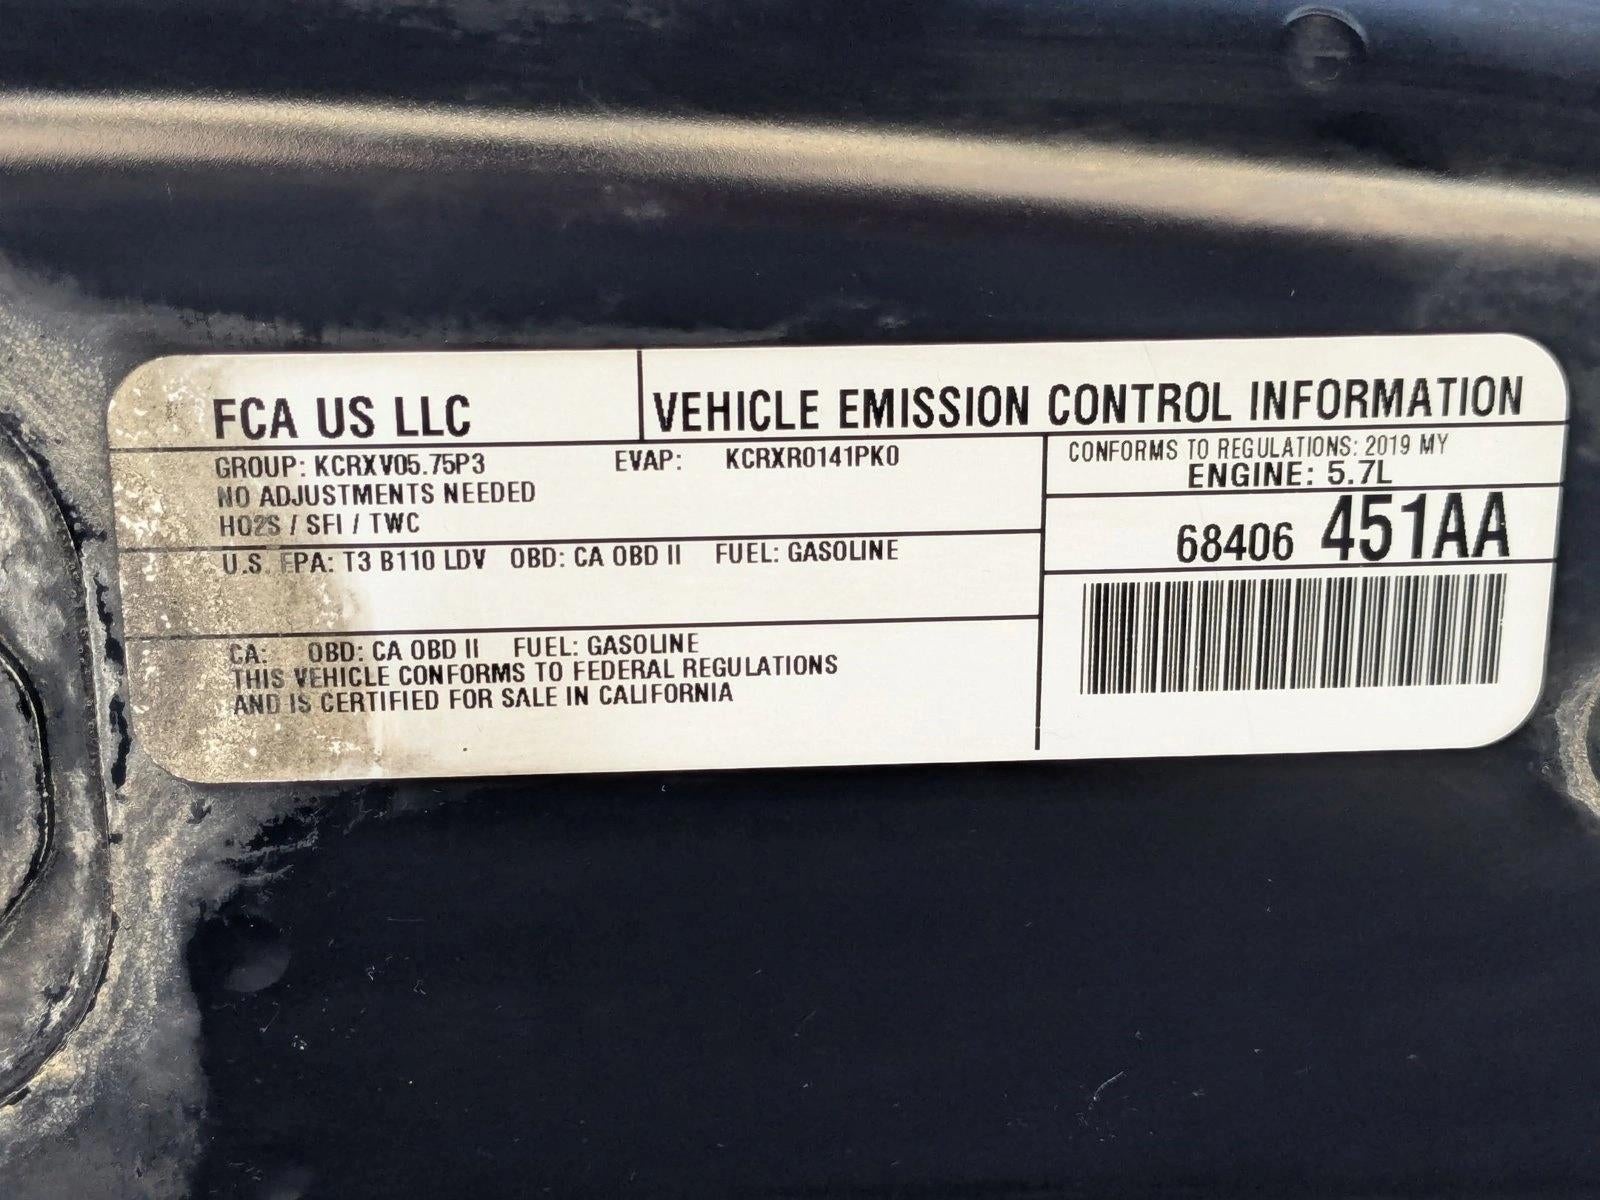 FCA US LLC
VEHICLE EMISSION CONTROL INFORMATION
GROUP: KCRXV05.75P3 EVAP: KCRXR0141PK0
NO ADJUSTMENTS NEEDED
HO2S / SFI / TWC
CONFORMS TO REGULATIONS: 2019 MY
ENGINE: 5.7L
68406 451AA
U.S. EPA: T3 B110 LDV OBD: CA OBD II FUEL: GASOLINE
CA: OBD: CA OBD II FUEL: GASOLINE
THIS VEHICLE CONFORMS TO FEDERAL REGULATIONS
AND IS CERTIFIED FOR SALE IN CALIFORNIA